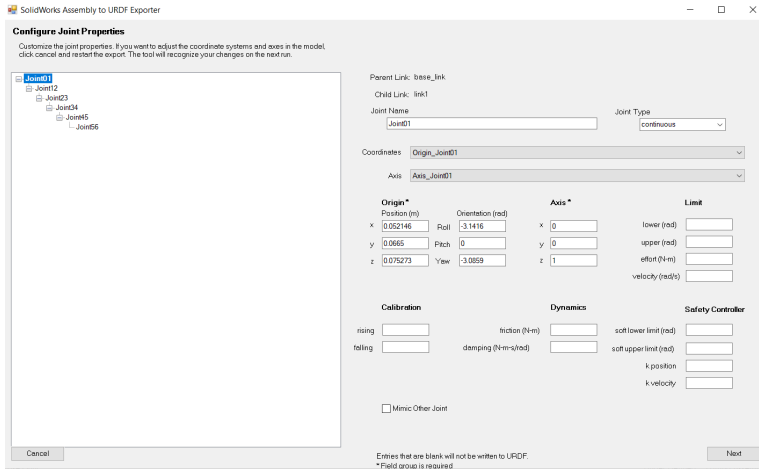 SolidWorks Assembly to URDF Exporter
Configure Joint Properties
Customize the joint properties. If you want to adjust the coordinate systems and axes in the model,
click cancel and restart the export. The tool will recognize your changes on the next run.
Joint01
Joint12
Joint23
Joint34
Joint45
Joint56
Parent Link: base_link
Child Link: link1
Joint Name
Joint Type
Joint01
continuous
Coordinates Origin_Joint01
Axis Axis_Joint01
Origin * Axis * Limit
Position (m) Orientation (rad)
x 0.052146 Roll -3.1416 x 0 lower (rad)
y 0.0665 Pitch 0 y 0 upper (rad)
z 0.075273 Yaw -3.0859 z 1 effort (N-m)
velocity (rad/s)
Calibration Dynamics Safety Controller
rising friction (N-m) soft lower limit (rad)
falling damping (N-m-s/rad) soft upper limit (rad)
k position
k velocity
Mimic Other Joint
Cancel
Entries that are blank will not be written to URDF.
Next
* Field group is required